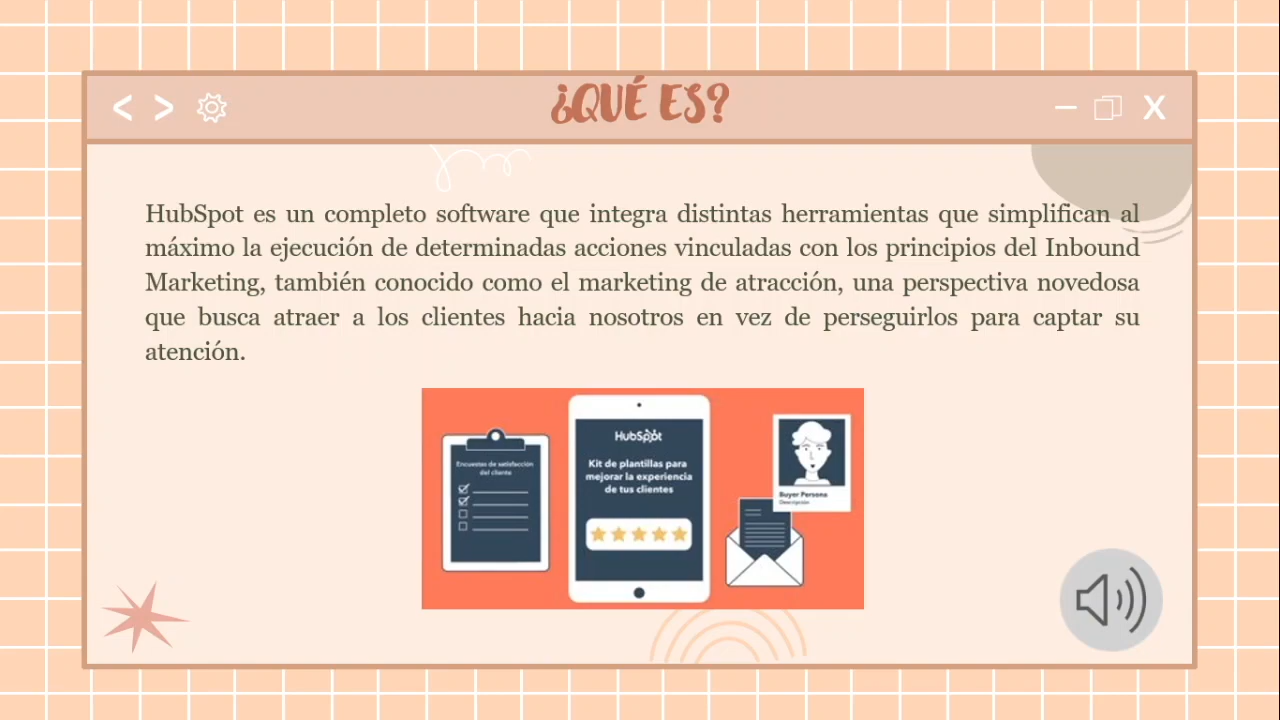 ¿QUÉ ES?
HubSpot es un completo software que integra distintas herramientas que simplifican al
máximo la ejecución de determinadas acciones vinculadas con los principios del Inbound
Marketing, también conocido como el marketing de atracción, una perspectiva novedosa
que busca atraer a los clientes hacia nosotros en vez de perseguirlos para captar su
atención.
Encuestas de satisfacción
del cliente
HubSpot
Kit de plantillas para
mejorar la experiencia
de tus clientes
Buyer Persona
Descripción